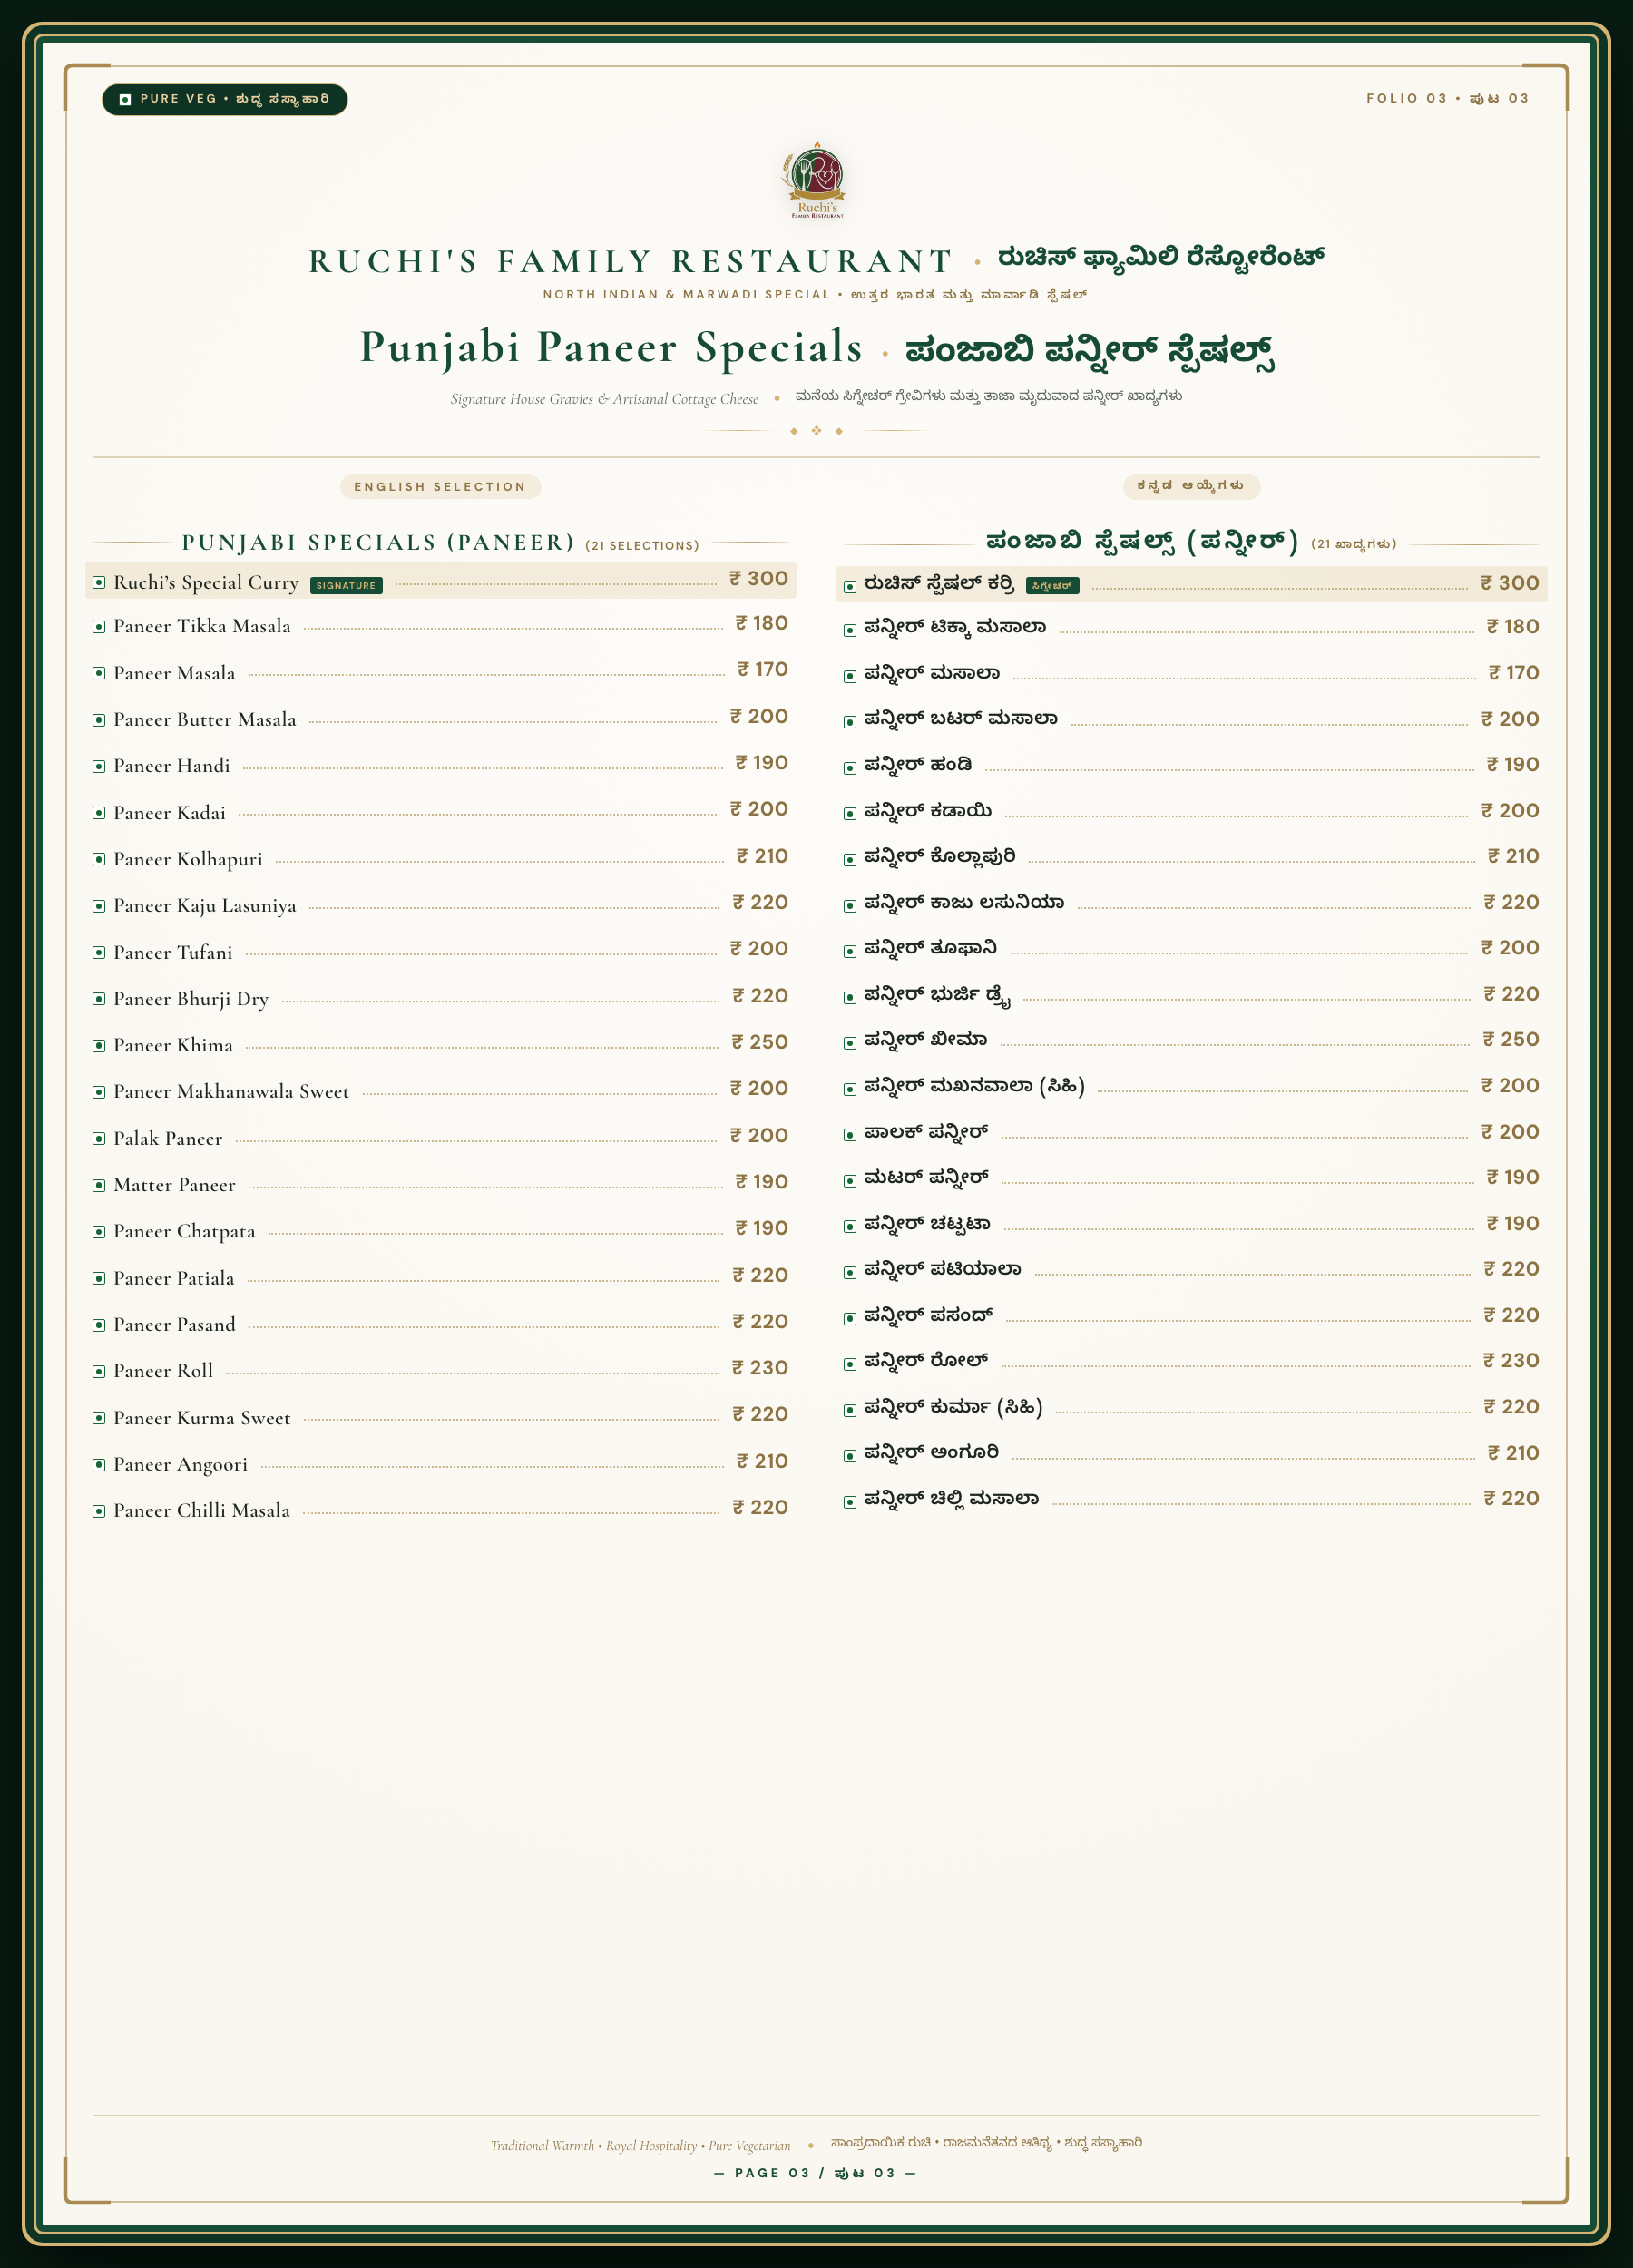 PURE VEG • ಶುದ್ಧ ಸಸ್ಯಾಹಾರಿ
FOLIO 03 • ಪುಟ 03
Ruchi's
FAMILY RESTAURANT
RUCHI'S FAMILY RESTAURANT • ರುಚಿಸ್ ಫ್ಯಾಮಿಲಿ ರೆಸ್ಟೋರೆಂಟ್
NORTH INDIAN & MARWADI SPECIAL • ಉತ್ತರ ಭಾರತ ಮತ್ತು ಮಾರ್ವಾಡಿ ಸ್ಪೆಷಲ್
Punjabi Paneer Specials • ಪಂಜಾಬಿ ಪನ್ನೀರ್ ಸ್ಪೆಷಲ್ಸ್
Signature House Gravies & Artisanal Cottage Cheese • ಮನೆಯ ಸಿಗ್ನೇಚರ್ ಗ್ರೇವಿಗಳು ಮತ್ತು ತಾಜಾ ಮೃದುವಾದ ಪನ್ನೀರ್ ಖಾದ್ಯಗಳು
ENGLISH SELECTION
PUNJABI SPECIALS (PANEER) (21 SELECTIONS)
Ruchi’s Special Curry SIGNATURE ₹ 300
Paneer Tikka Masala ₹ 180
Paneer Masala ₹ 170
Paneer Butter Masala ₹ 200
Paneer Handi ₹ 190
Paneer Kadai ₹ 200
Paneer Kolhapuri ₹ 210
Paneer Kaju Lasuniya ₹ 220
Paneer Tufani ₹ 200
Paneer Bhurji Dry ₹ 220
Paneer Khima ₹ 250
Paneer Makhanawala Sweet ₹ 200
Palak Paneer ₹ 200
Matter Paneer ₹ 190
Paneer Chatpata ₹ 190
Paneer Patiala ₹ 220
Paneer Pasand ₹ 220
Paneer Roll ₹ 230
Paneer Kurma Sweet ₹ 220
Paneer Angoori ₹ 210
Paneer Chilli Masala ₹ 220
ಕನ್ನಡ ಆಯ್ಕೆಗಳು
ಪಂಜಾಬಿ ಸ್ಪೆಷಲ್ಸ್ (ಪನ್ನೀರ್) (21 ಖಾದ್ಯಗಳು)
ರುಚಿಸ್ ಸ್ಪೆಷಲ್ ಕರ್ರಿ ಸಿಗ್ನೇಚರ್ ₹ 300
ಪನ್ನೀರ್ ಟಿಕ್ಕಾ ಮಸಾಲಾ ₹ 180
ಪನ್ನೀರ್ ಮಸಾಲಾ ₹ 170
ಪನ್ನೀರ್ ಬಟರ್ ಮಸಾಲಾ ₹ 200
ಪನ್ನೀರ್ ಹಂಡಿ ₹ 190
ಪನ್ನೀರ್ ಕಡಾಯಿ ₹ 200
ಪನ್ನೀರ್ ಕೊಲ್ಲಾಪುರಿ ₹ 210
ಪನ್ನೀರ್ ಕಾಜು ಲಸುನಿಯಾ ₹ 220
ಪನ್ನೀರ್ ತೂಫಾನಿ ₹ 200
ಪನ್ನೀರ್ ಭುರ್ಜಿ ಡ್ರೈ ₹ 220
ಪನ್ನೀರ್ ಖೀಮಾ ₹ 250
ಪನ್ನೀರ್ ಮಖನವಾಲಾ (ಸಿಹಿ) ₹ 200
ಪಾಲಕ್ ಪನ್ನೀರ್ ₹ 200
ಮಟರ್ ಪನ್ನೀರ್ ₹ 190
ಪನ್ನೀರ್ ಚಟ್ಪಟಾ ₹ 190
ಪನ್ನೀರ್ ಪಟಿಯಾಲಾ ₹ 220
ಪನ್ನೀರ್ ಪಸಂದ್ ₹ 220
ಪನ್ನೀರ್ ರೋಲ್ ₹ 230
ಪನ್ನೀರ್ ಕುರ್ಮಾ (ಸಿಹಿ) ₹ 220
ಪನ್ನೀರ್ ಅಂಗೂರಿ ₹ 210
ಪನ್ನೀರ್ ಚಿಲ್ಲಿ ಮಸಾಲಾ ₹ 220
Traditional Warmth • Royal Hospitality • Pure Vegetarian • ಸಾಂಪ್ರದಾಯಿಕ ರುಚಿ • ರಾಜಮನೆತನದ ಆತಿಥ್ಯ • ಶುದ್ಧ ಸಸ್ಯಾಹಾರಿ
— PAGE 03 / ಪುಟ 03 —